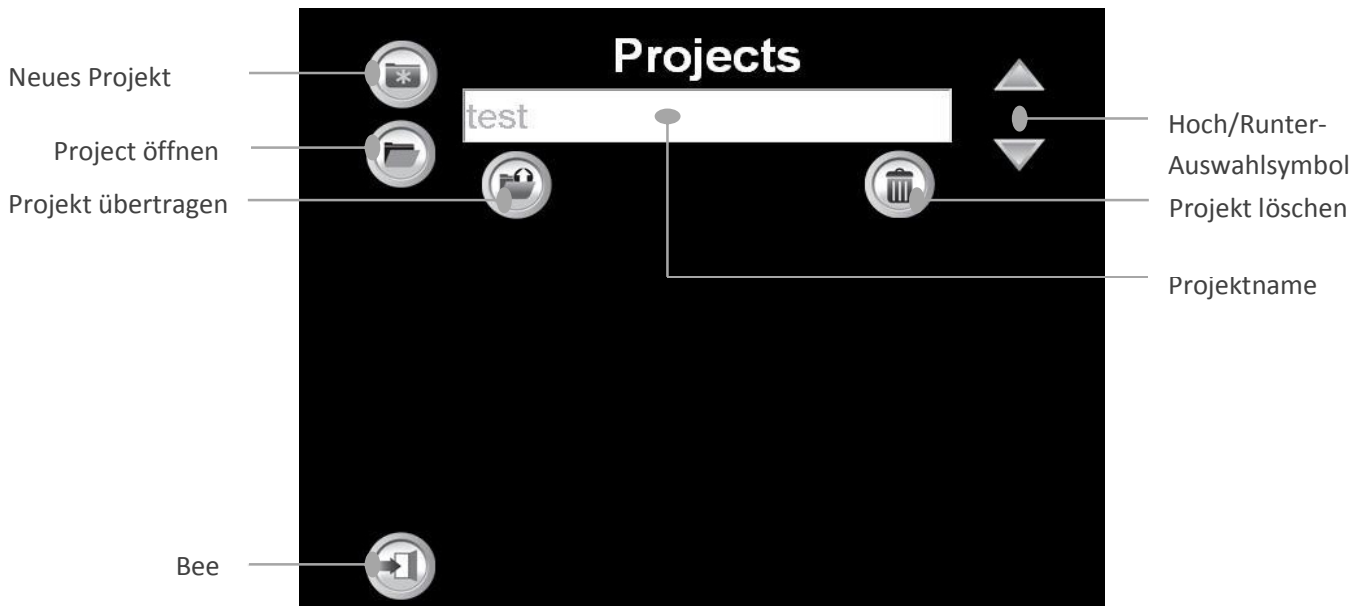 Projects
Neues Projekt
test
Project öffnen
Projekt übertragen
Hoch/Runter-
Auswahlsymbol
Projekt löschen
Projektname
Bee